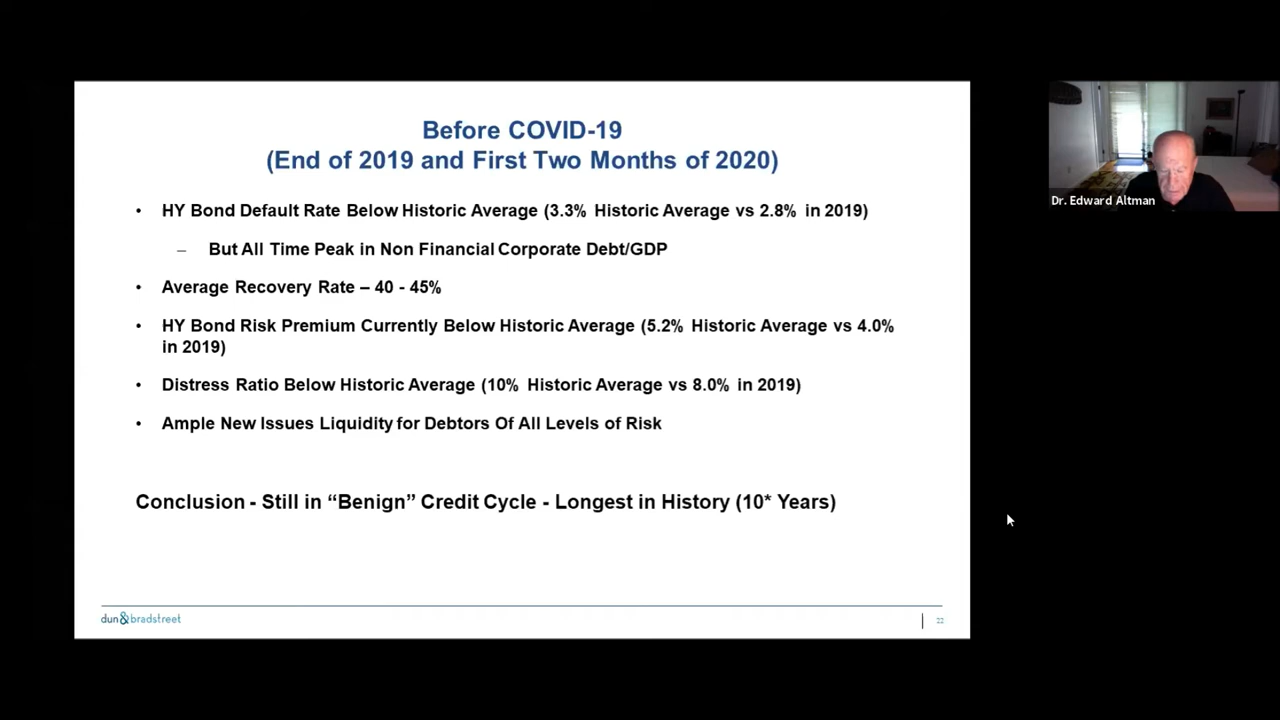 Before COVID-19
(End of 2019 and First Two Months of 2020)
• HY Bond Default Rate Below Historic Average (3.3% Historic Average vs 2.8% in 2019)
– But All Time Peak in Non Financial Corporate Debt/GDP
• Average Recovery Rate – 40 - 45%
• HY Bond Risk Premium Currently Below Historic Average (5.2% Historic Average vs 4.0%
in 2019)
• Distress Ratio Below Historic Average (10% Historic Average vs 8.0% in 2019)
• Ample New Issues Liquidity for Debtors Of All Levels of Risk
Conclusion - Still in “Benign” Credit Cycle - Longest in History (10* Years)
dun&bradstreet
22
Dr. Edward Altman